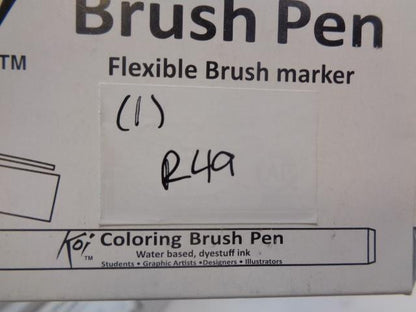 Brush Pen
TM
Flexible Brush marker
(1)
R49
Koi TM Coloring Brush Pen
Water based, dyestuff ink
Students • Graphic Artists • Designers • Illustrators